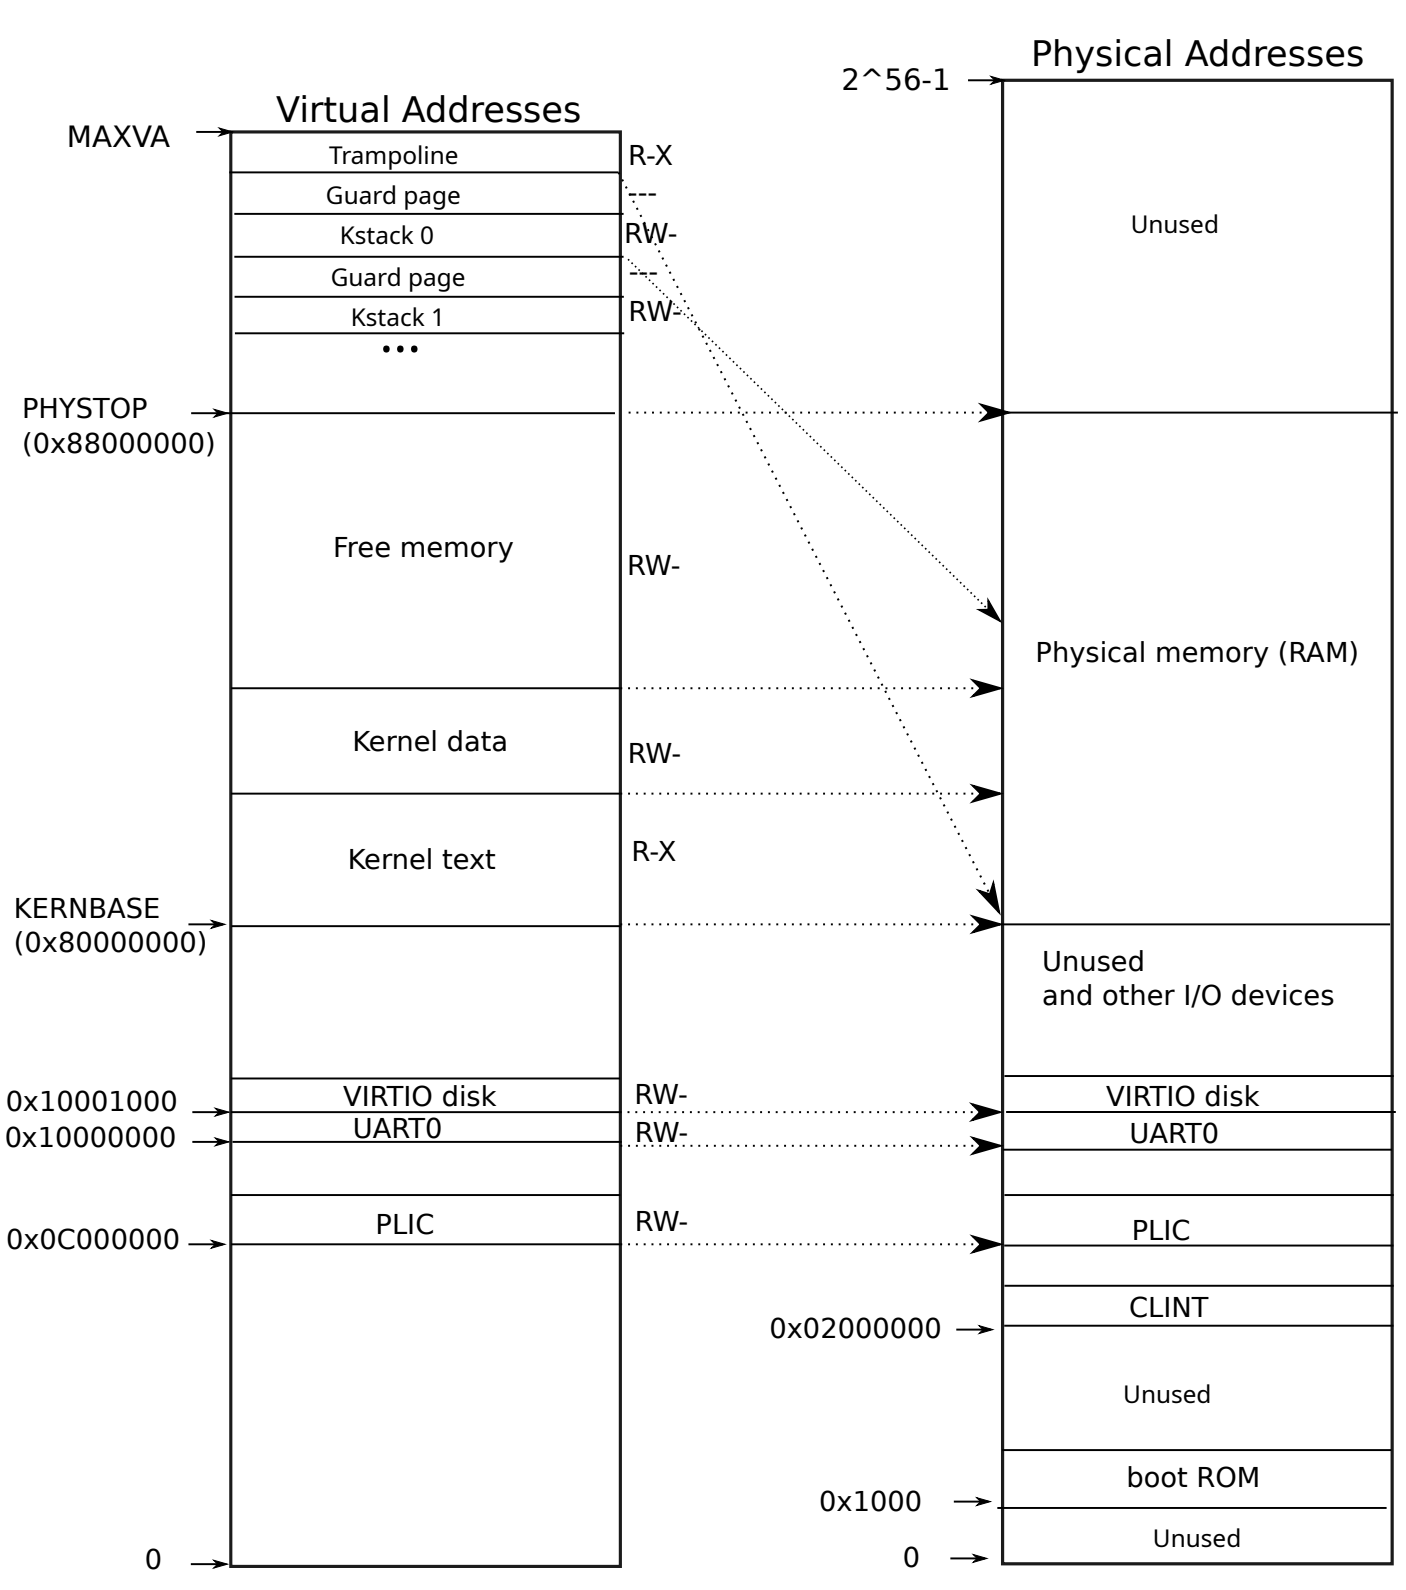 Physical Addresses
2^56-1
Virtual Addresses
MAXVA
Trampoline
R-X
Guard page
---
Unused
Kstack 0
RW-
Guard page
---
Kstack 1
RW-
...
PHYSTOP
(0x88000000)
Free memory
RW-
Physical memory (RAM)
Kernel data
RW-
Kernel text
R-X
KERNBASE
(0x80000000)
Unused
and other I/O devices
0x10001000
VIRTIO disk
RW-
VIRTIO disk
0x10000000
UART0
RW-
UART0
0x0C000000
PLIC
RW-
PLIC
CLINT
0x02000000
Unused
boot ROM
0x1000
Unused
0
0